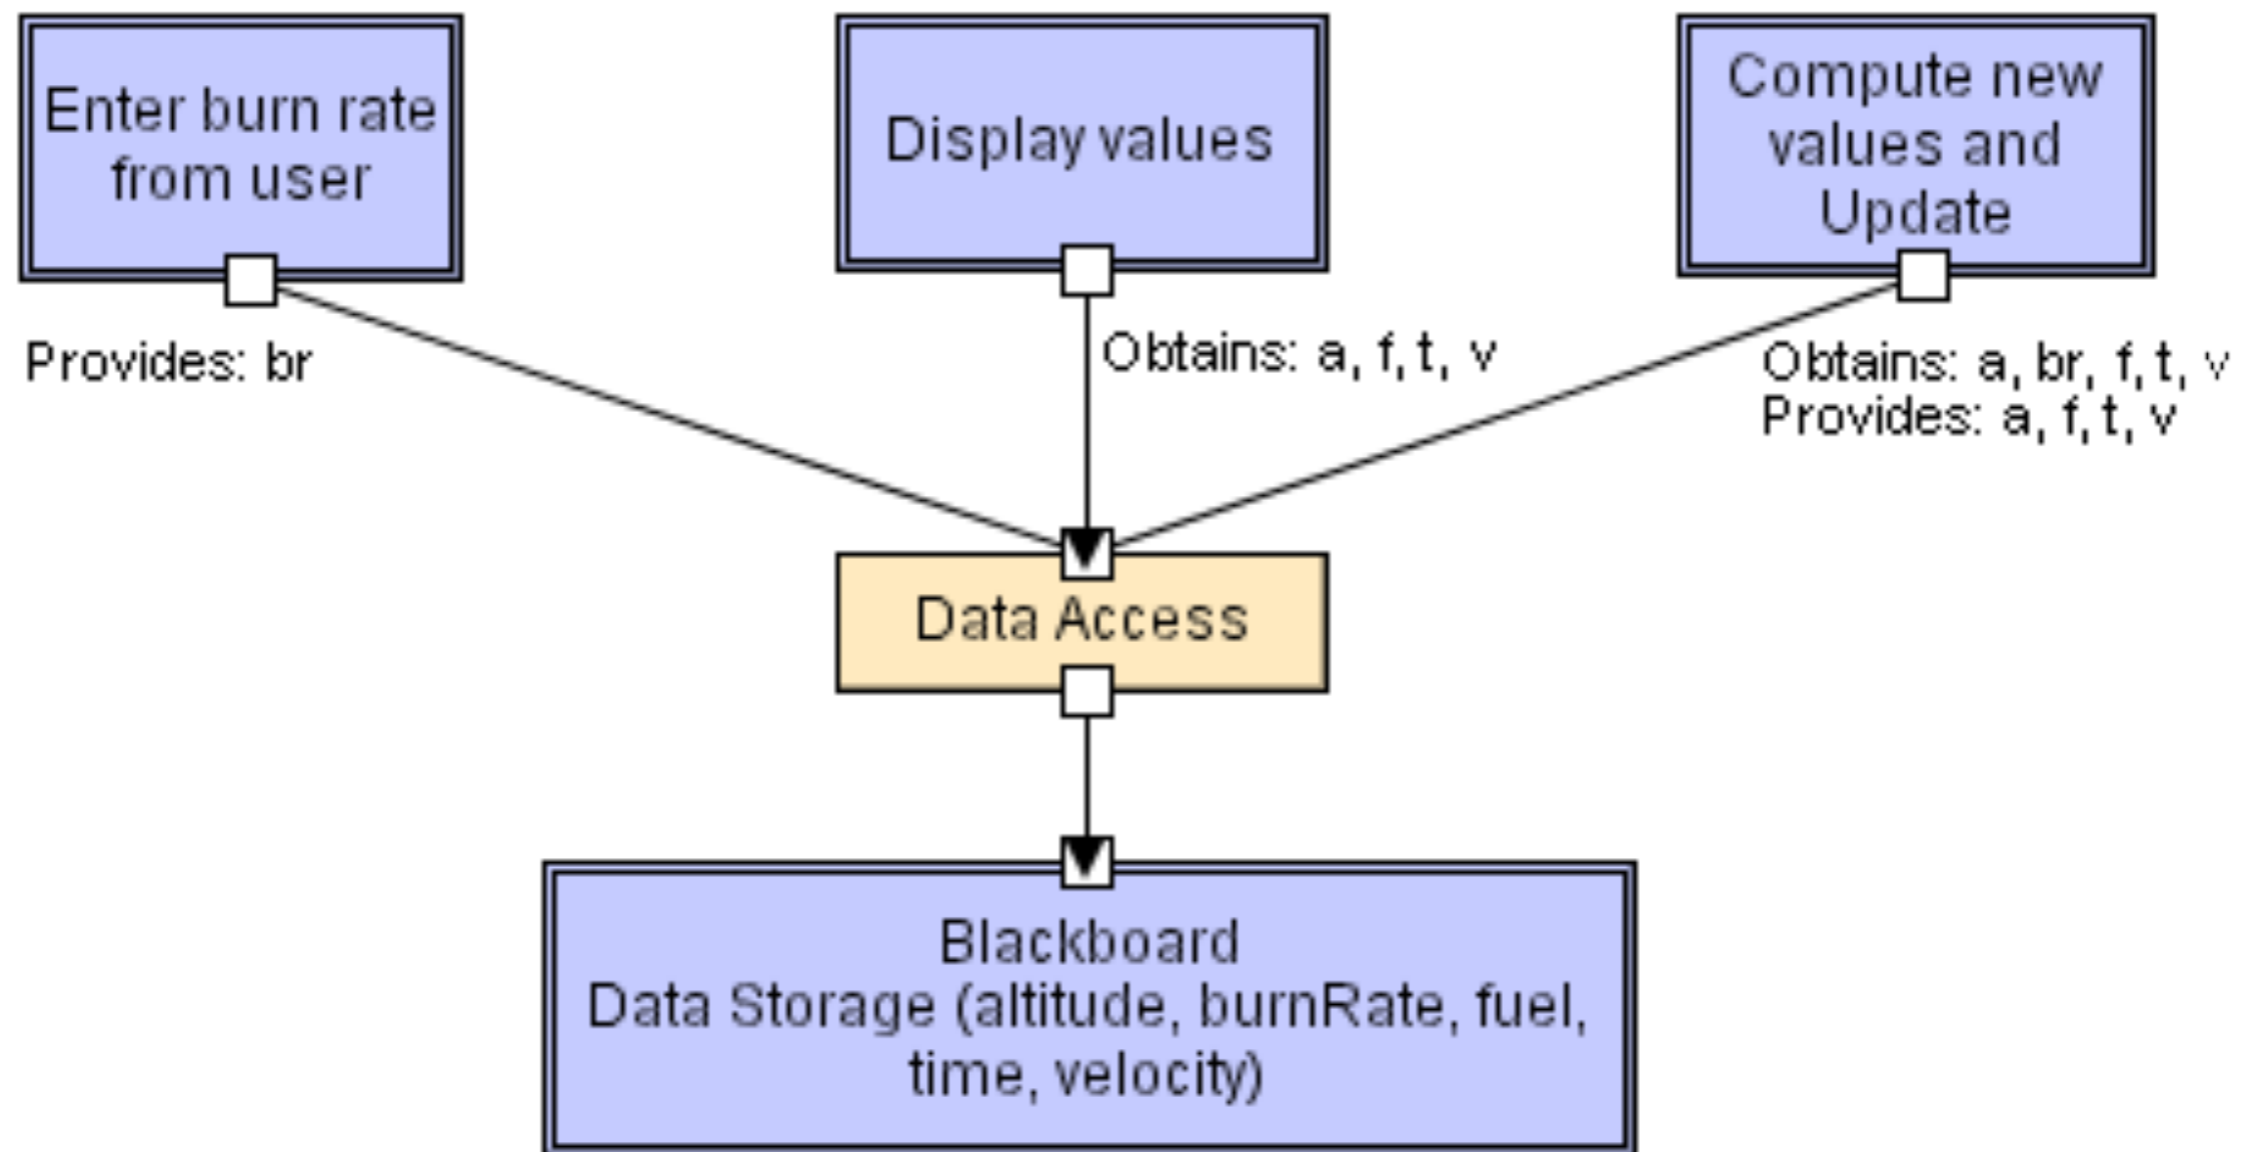 Enter burn rate
from user
Display values
Compute new
values and
Update
Provides: br
Obtains: a, f, t, v
Obtains: a, br, f, t, v
Provides: a, f, t, v
Data Access
Blackboard
Data Storage (altitude, burnRate, fuel,
time, velocity)